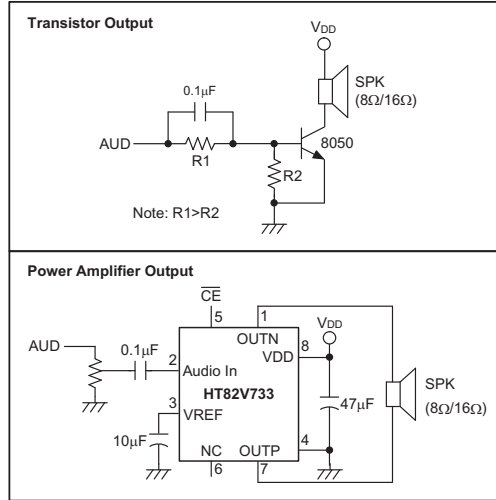 Transistor Output
VDD
SPK
(8Ω/16Ω)
0.1μF
AUD
R1
8050
R2
Note: R1>R2
Power Amplifier Output
CE
5
1
OUTN
VDD
8
VDD
AUD
0.1μF
2
Audio In
HT82V733
3
VREF
47μF
SPK
(8Ω/16Ω)
10μF
4
NC
OUTP
6
7